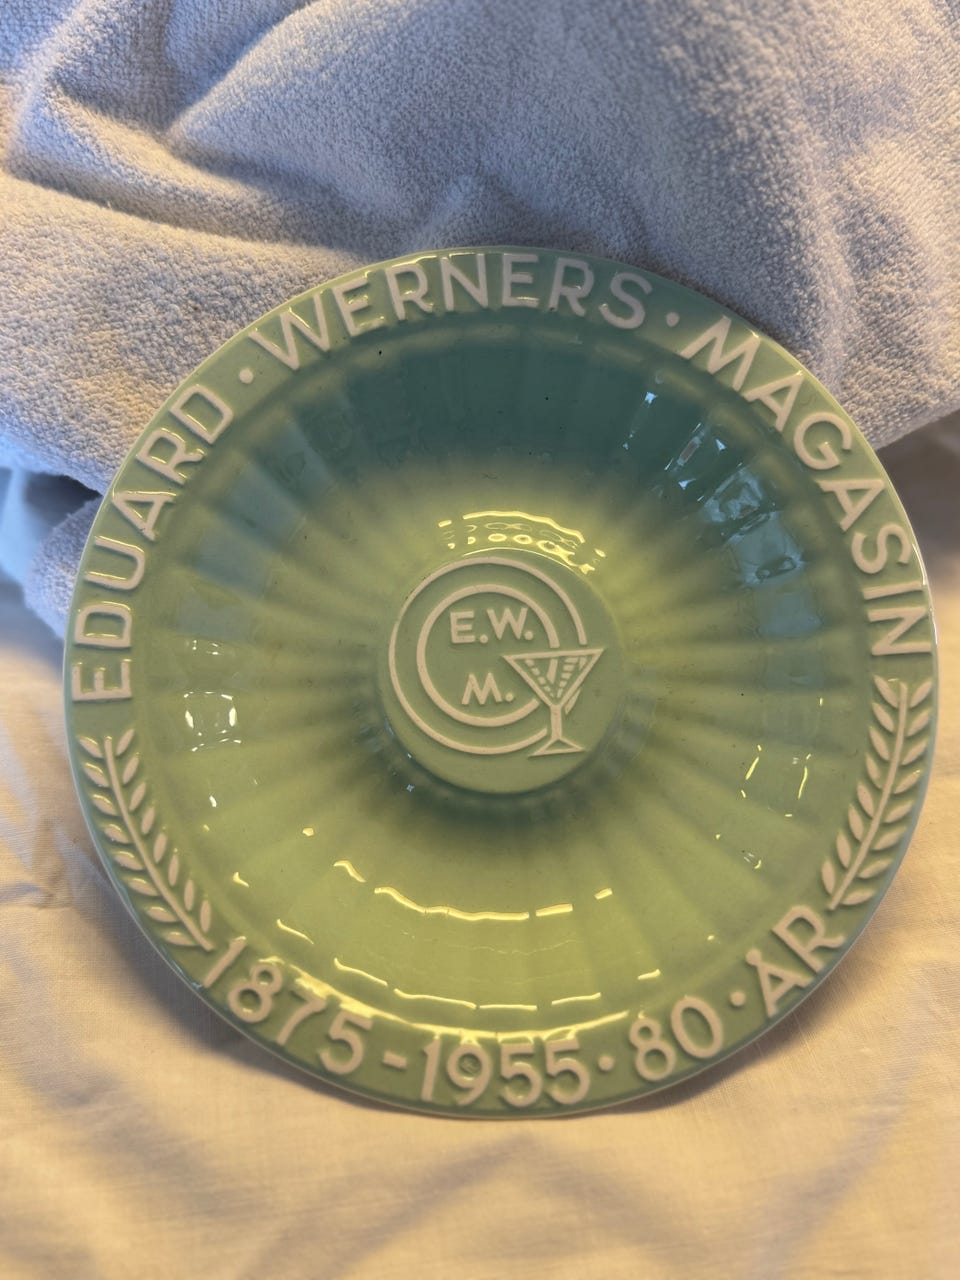 EDUARD · WERNERS · MAGASIN
E.W.
M.
1875-1955 · 80 · ÅR